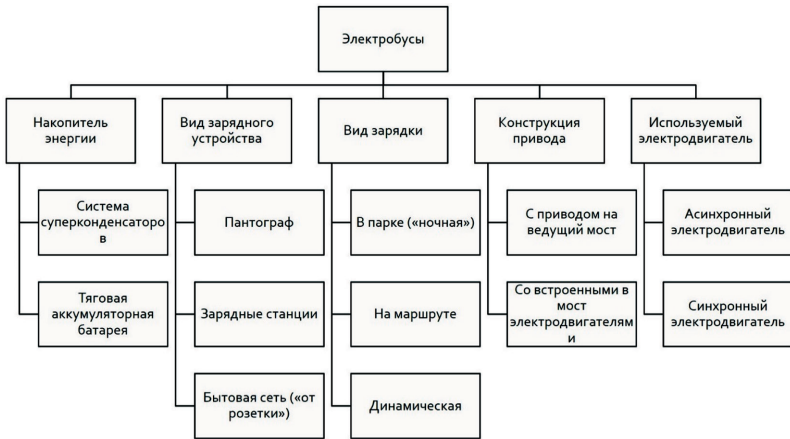 Электробусы
Накопитель
энергии
Вид зарядного
устройства
Вид зарядки
Конструкция
привода
Используемый
электродвигатель
Система
суперконденсаторо
в
Тяговая
аккумуляторная
батарея
Пантограф
Зарядные станции
Бытовая сеть («от
розетки»)
В парке («ночная»)
На маршруте
Динамическая
С приводом на
ведущий мост
Со встроенными в
мост
электродвигателям
и
Асинхронный
электродвигатель
Синхронный
электродвигатель